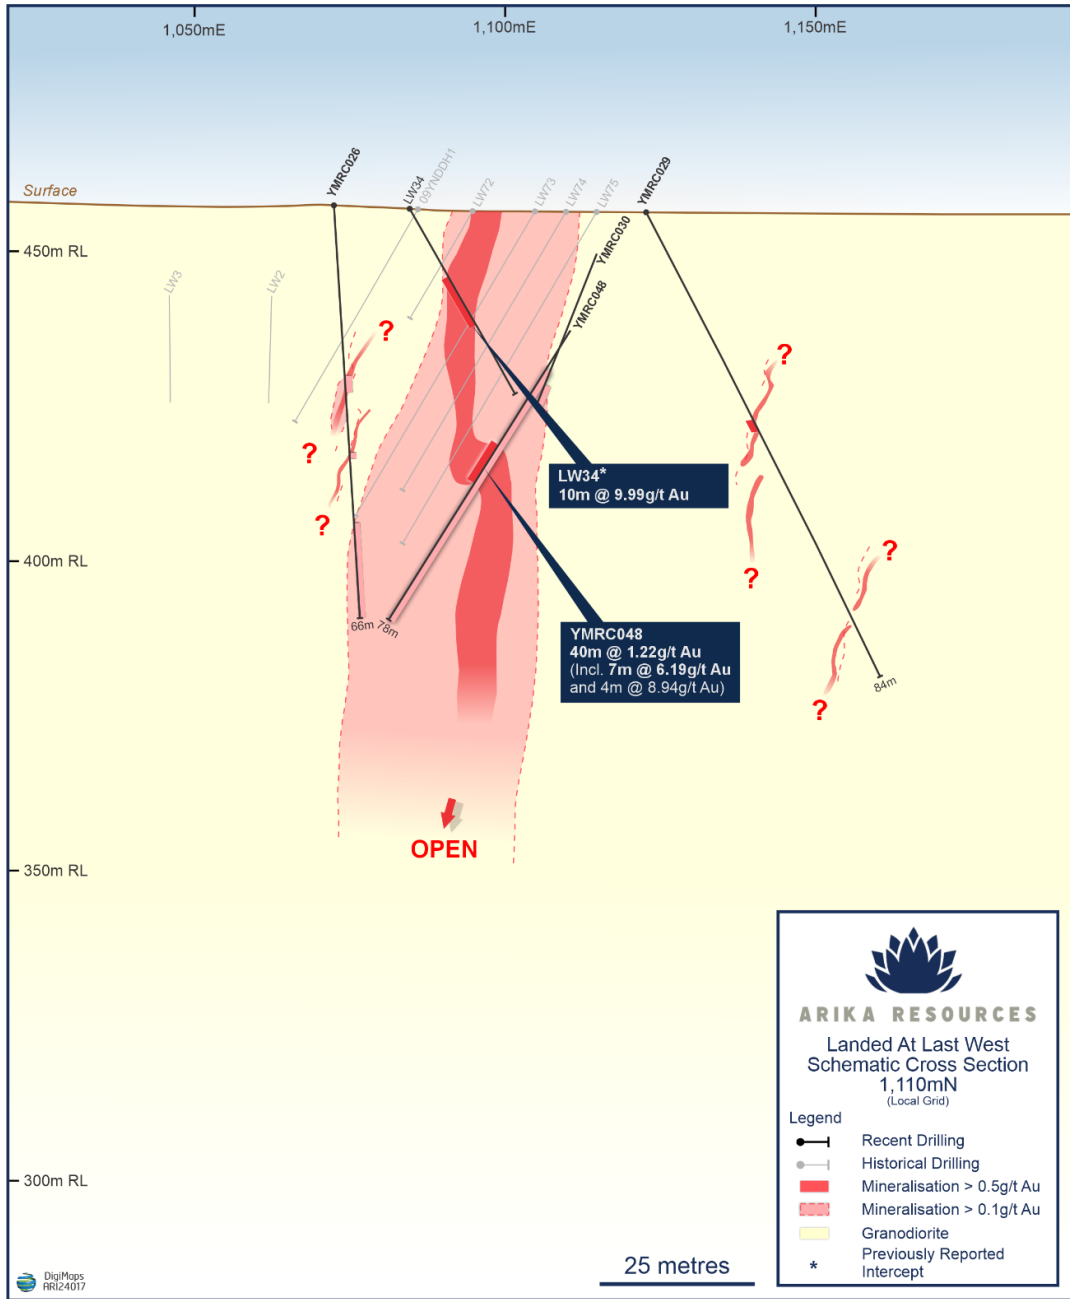 1,050mE
1,100mE
1,150mE
Surface
YMRC026
LW34
09YNDDH1
LW72
LW73
LW74
LW75
YMRC029
YMRC030
YMRC048
450m RL
LW3
LW2
?
?
?
?
?
?
?
LW34*
10m @ 9.99g/t Au
400m RL
66m
78m
84m
YMRC048
40m @ 1.22g/t Au
(Incl. 7m @ 6.19g/t Au
and 4m @ 8.94g/t Au)
OPEN
350m RL
300m RL
ARIKA RESOURCES
Landed At Last West
Schematic Cross Section
1,110mN
(Local Grid)
Legend
Recent Drilling
Historical Drilling
Mineralisation > 0.5g/t Au
Mineralisation > 0.1g/t Au
Granodiorite
* Previously Reported
Intercept
25 metres
DigiMaps
ARI24017